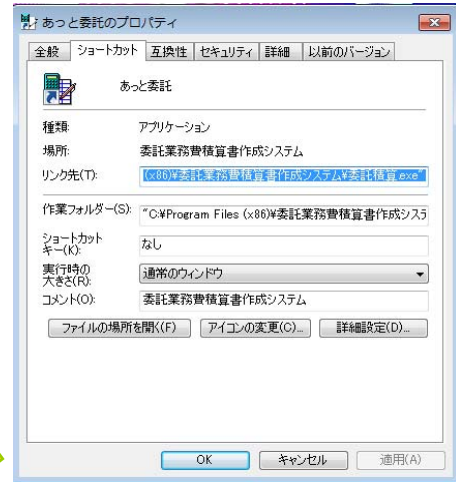 あっと委託のプロパティ
全般 ショートカット 互換性 セキュリティ 詳細 以前のバージョン
あっと委託
種類: アプリケーション
場所: 委託業務費積算書作成システム
リンク先(T): (x86)¥委託業務費積算書作成システム¥委託積算.exe"
作業フォルダー(S): "C:¥Program Files (x86)¥委託業務費積算書作成シス
ショートカット
キー(K): なし
実行時の
大きさ(R): 通常のウィンドウ
コメント(O): 委託業務費積算書作成システム
ファイルの場所を開く(F) アイコンの変更(C)... 詳細設定(D)...
OK キャンセル 適用(A)